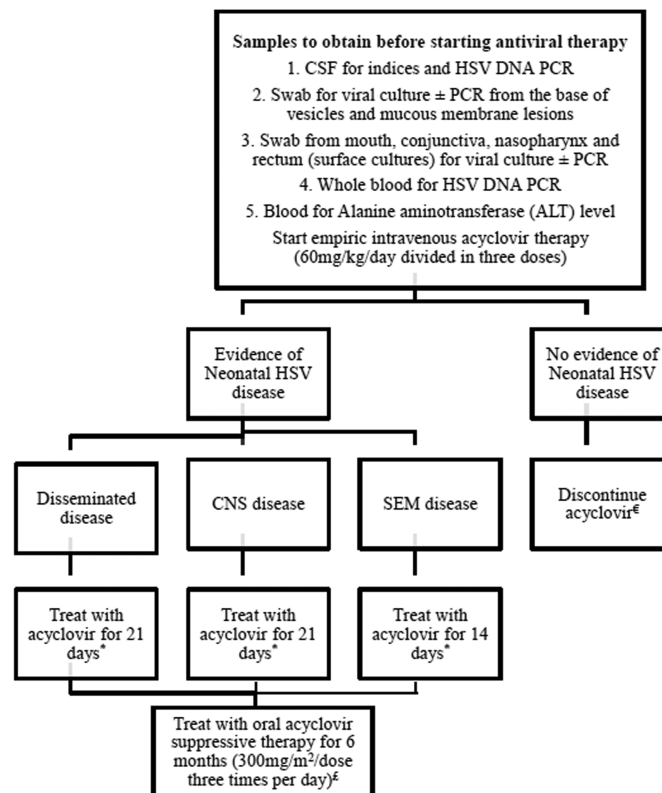 Samples to obtain before starting antiviral therapy
1. CSF for indices and HSV DNA PCR
2. Swab for viral culture ± PCR from the base of
vesicles and mucous membrane lesions
3. Swab from mouth, conjunctiva, nasopharynx and
rectum (surface cultures) for viral culture ± PCR
4. Whole blood for HSV DNA PCR
5. Blood for Alanine aminotransferase (ALT) level
Start empiric intravenous acyclovir therapy
(60mg/kg/day divided in three doses)
Evidence of
Neonatal HSV
disease
No evidence of
Neonatal HSV
disease
Disseminated
disease
CNS disease
SEM disease
Discontinue
acyclovir€
Treat with
acyclovir for 21
days*
Treat with
acyclovir for 21
days*
Treat with
acyclovir for 14
days*
Treat with oral acyclovir
suppressive therapy for 6
months (300mg/m²/dose
three times per day)£